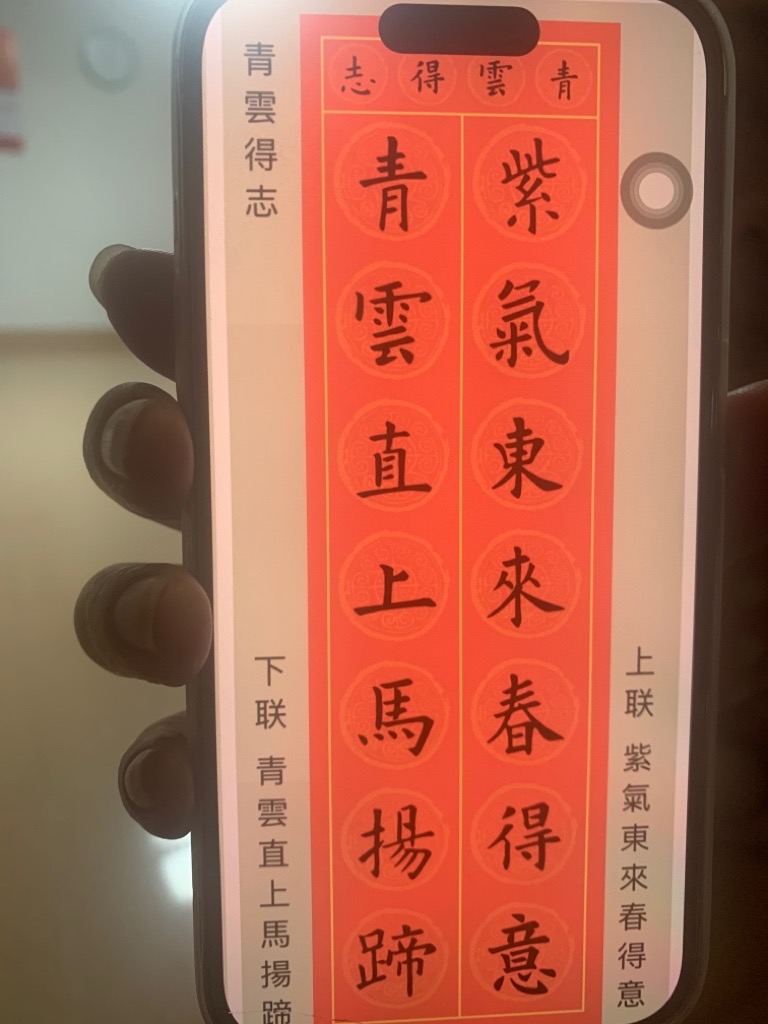 青雲得志
紫氣東來春得意
青雲直上馬揚蹄
上联 紫氣東來春得意
下联 青雲直上馬揚蹄
青雲得志